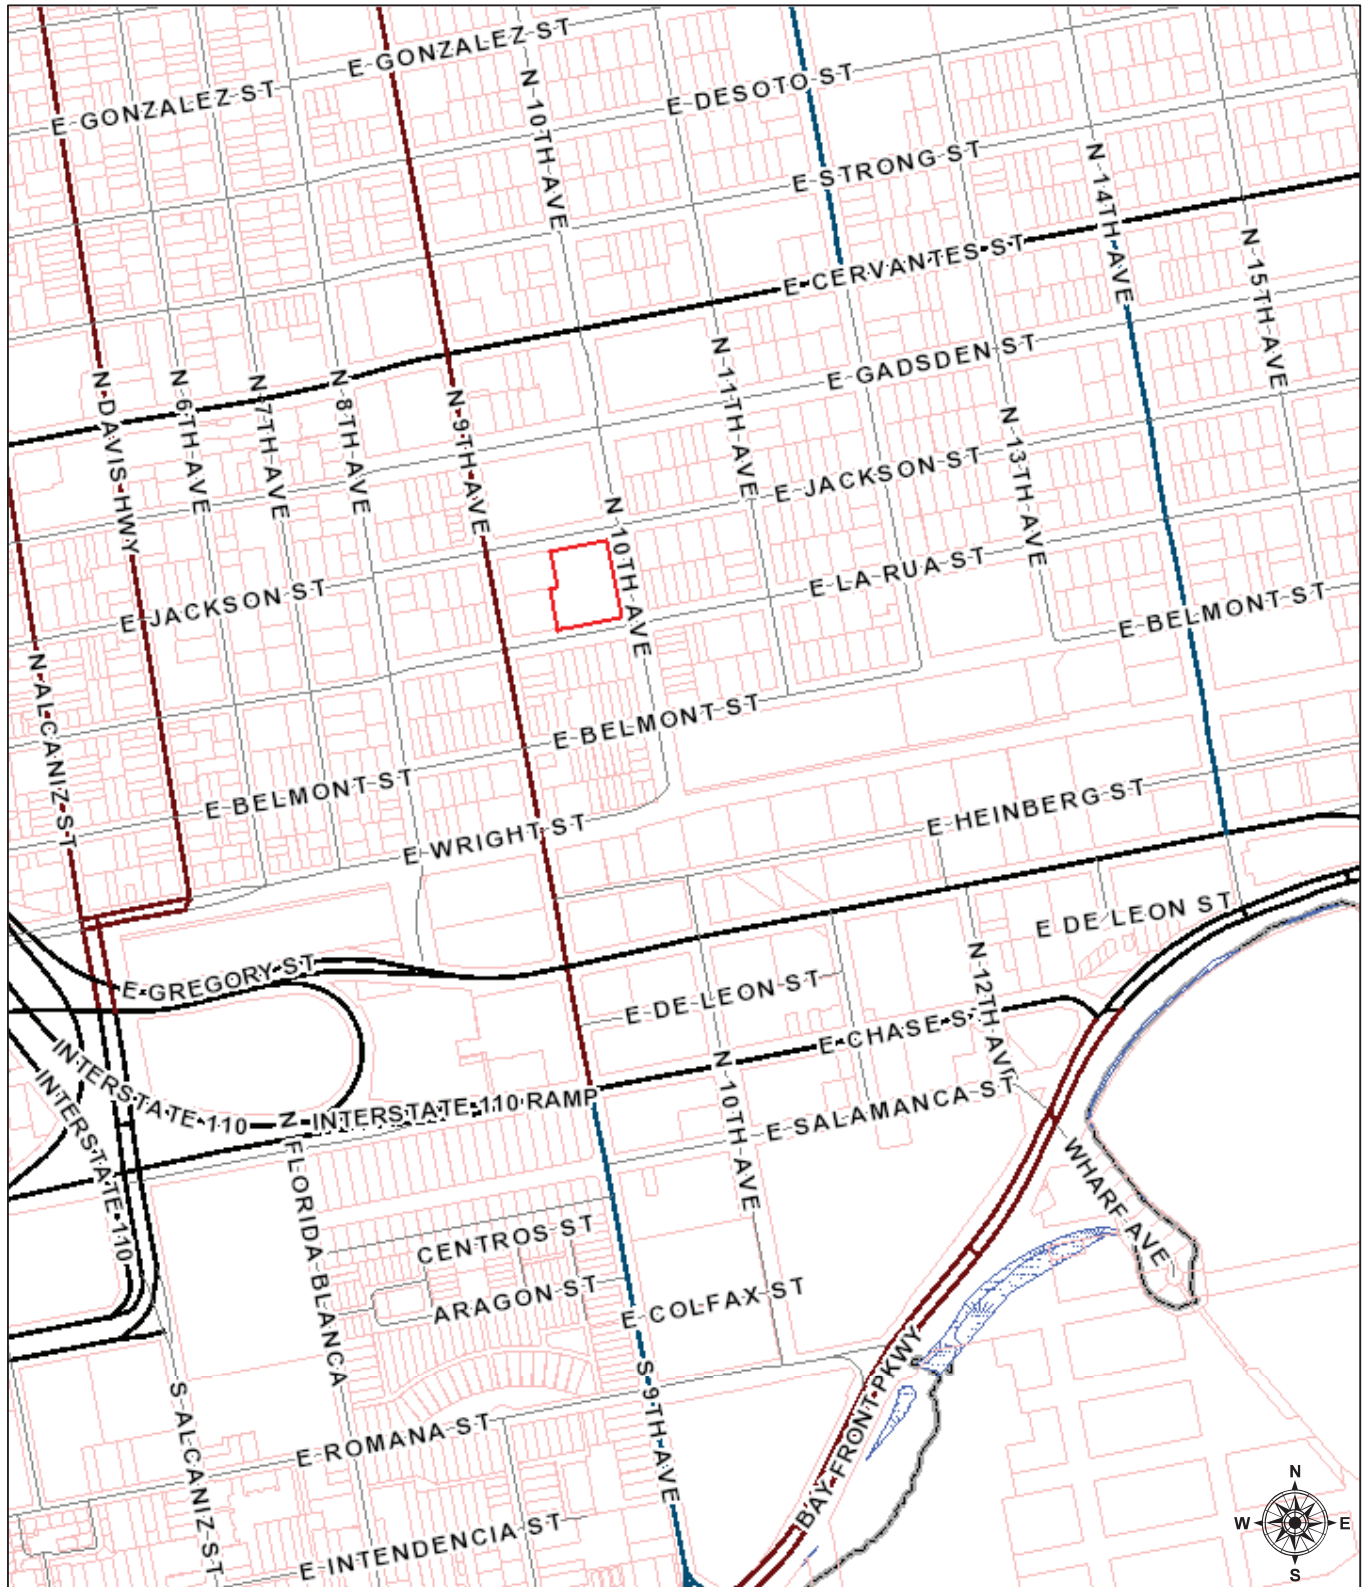 E GONZALEZ ST
E GONZALEZ ST
N 10TH AVE
E DESOTO ST
E STRONG ST
N 14TH AVE
E CERVANTES ST
N 15TH AVE
N DAVIS HWY
N 6TH AVE
N 7TH AVE
N 8TH AVE
N 9TH AVE
N 11TH AVE
E GADSDEN ST
N 13TH AVE
E JACKSON ST
N 10TH AVE
E JACKSON ST
E LA RUA ST
E BELMONT ST
N ALCANIZ ST
E BELMONT ST
E BELMONT ST
E WRIGHT ST
E HEINBERG ST
E DE LEON ST
E GREGORY ST
E DE LEON ST
N 12TH AVE
E CHASE ST
INTERSTATE 110
INTERSTATE 110
INTERSTATE 110 RAMP
N 10TH AVE
E SALAMANCA ST
N FLORIDA BLANCA
WHARF AVE
CENTROS ST
ARAGON ST
E COLFAX ST
S 9TH AVE
BAY FRONT PKWY
S ALCANIZ ST
E ROMANA ST
E INTENDENCIA ST
N
W E
S